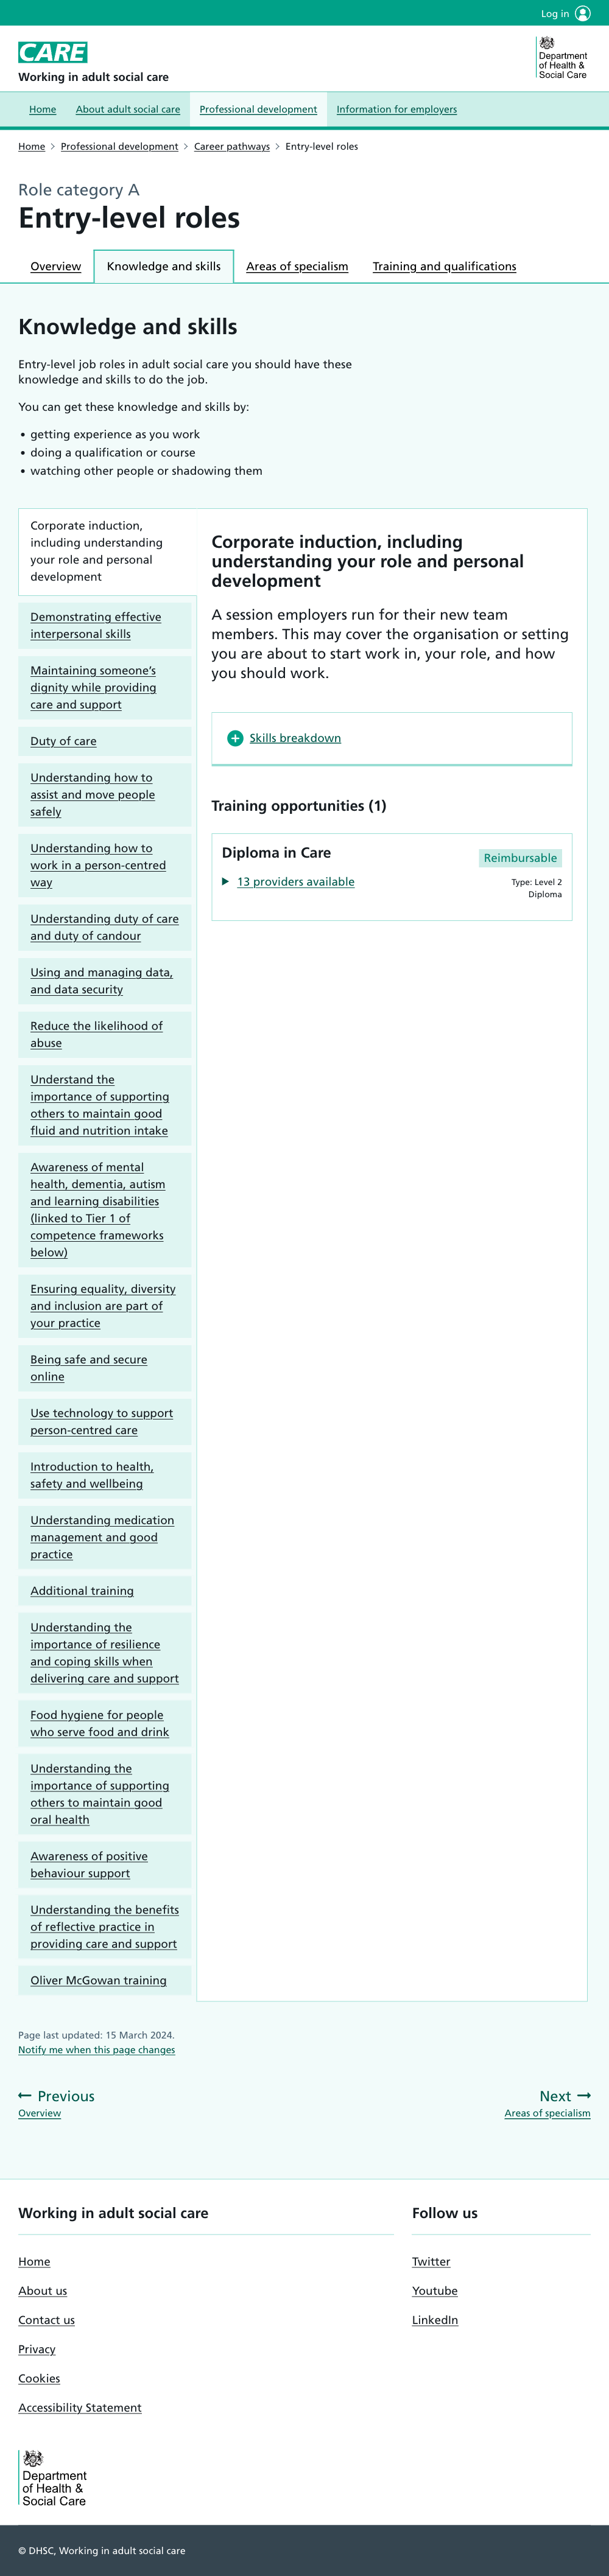 Log in
CARE
Working in adult social care
Department
of Health &
Social Care
Home
About adult social care
Professional development
Information for employers
Home
Professional development
Career pathways
Entry-level roles
Role category A
Entry-level roles
Overview
Knowledge and skills
Areas of specialism
Training and qualifications
Knowledge and skills
Entry-level job roles in adult social care you should have these
knowledge and skills to do the job.
You can get these knowledge and skills by:
• getting experience as you work
• doing a qualification or course
• watching other people or shadowing them
Corporate induction,
including understanding
your role and personal
development
Demonstrating effective
interpersonal skills
Maintaining someone's
dignity while providing
care and support
Duty of care
Understanding how to
assist and move people
safely
Understanding how to
work in a person-centred
way
Understanding duty of care
and duty of candour
Using and managing data,
and data security
Reduce the likelihood of
abuse
Understand the
importance of supporting
others to maintain good
fluid and nutrition intake
Awareness of mental
health, dementia, autism
and learning disabilities
(linked to Tier 1 of
competence frameworks
below)
Ensuring equality, diversity
and inclusion are part of
your practice
Being safe and secure
online
Use technology to support
person-centred care
Introduction to health,
safety and wellbeing
Understanding medication
management and good
practice
Additional training
Understanding the
importance of resilience
and coping skills when
delivering care and support
Food hygiene for people
who serve food and drink
Understanding the
importance of supporting
others to maintain good
oral health
Awareness of positive
behaviour support
Understanding the benefits
of reflective practice in
providing care and support
Oliver McGowan training
Corporate induction, including
understanding your role and personal
development
A session employers run for their new team
members. This may cover the organisation or setting
you are about to start work in, your role, and how
you should work.
Skills breakdown
Training opportunities (1)
Diploma in Care
Reimbursable
13 providers available
Type: Level 2
Diploma
Page last updated: 15 March 2024.
Notify me when this page changes
Previous
Overview
Next
Areas of specialism
Working in adult social care
Home
About us
Contact us
Privacy
Cookies
Accessibility Statement
Follow us
Twitter
Youtube
LinkedIn
Department
of Health &
Social Care
© DHSC, Working in adult social care